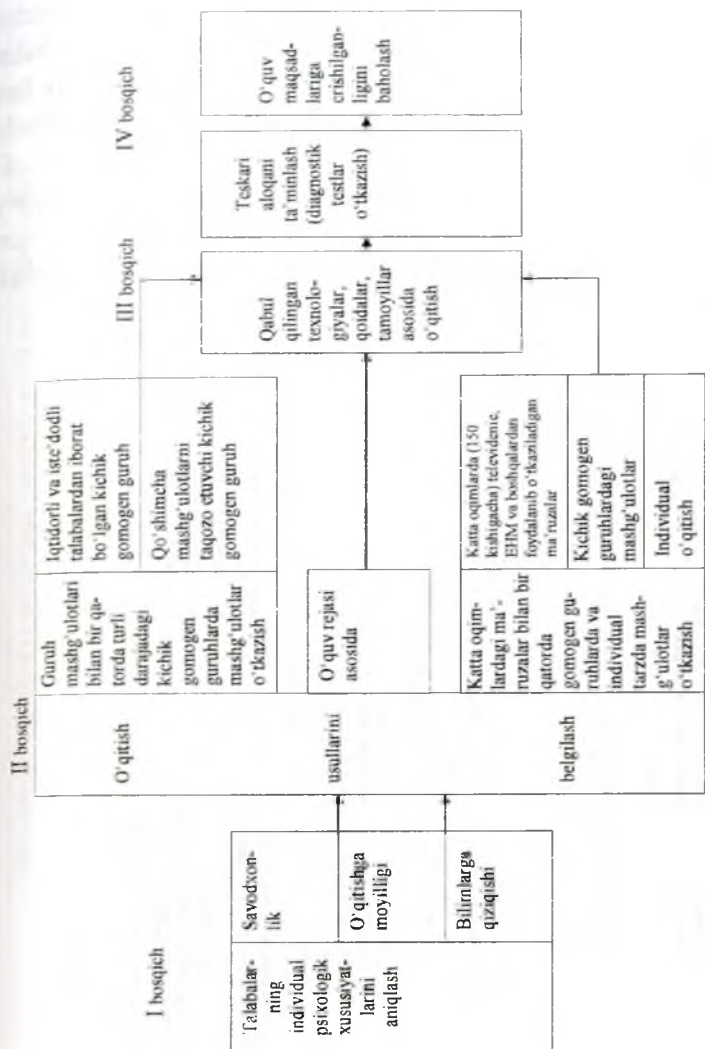 I bosqich
Talabalar-
ning
individual
psixologik
xususiyat-
larini
aniqlash
Savodxon-
lik
O'qitishga
moyilligi
Bilimlarga
qiziqishi
II bosqich
O'qitish
usullarini
belgilash
Guruh
mashg'ulotlari
bilan bir qa-
torda turli
darajadagi
kichik
gomogen
guruhlarda
mashg'ulotlar
o'tkazish
Iqtidorli va iste'dodli
talabalardan iborat
bo'lgan kichik
gomogen guruh
Qo'shimcha
mashg'ulotlarni
taqozo etuvchi kichik
gomogen guruh
O'quv rejasi
asosida
Katta oqim-
lardagi ma'-
ruzalar bilan bir
qatorda
gomogen gu-
ruhlarda va
individual
tarzda mash-
g'ulotlar
o'tkazish
Katta oqimlarda (150
kishigacha) televidenie,
EHM va boshqalardan
foydalanib o'tkaziladigan
ma'ruzalar
Kichik gomogen
guruhlardagi
mashg'ulotlar
Individual
o'qitish
III bosqich
Qabul
qilingan
texnolo-
giyalar,
qoidalar,
tamoyillar
asosida
o'qitish
Teskari
aloqani
ta'minlash
(diagnostik
testlar
o'tkazish)
IV bosqich
O'quv
maqsad-
lariga
erishilgan-
ligini
baholash